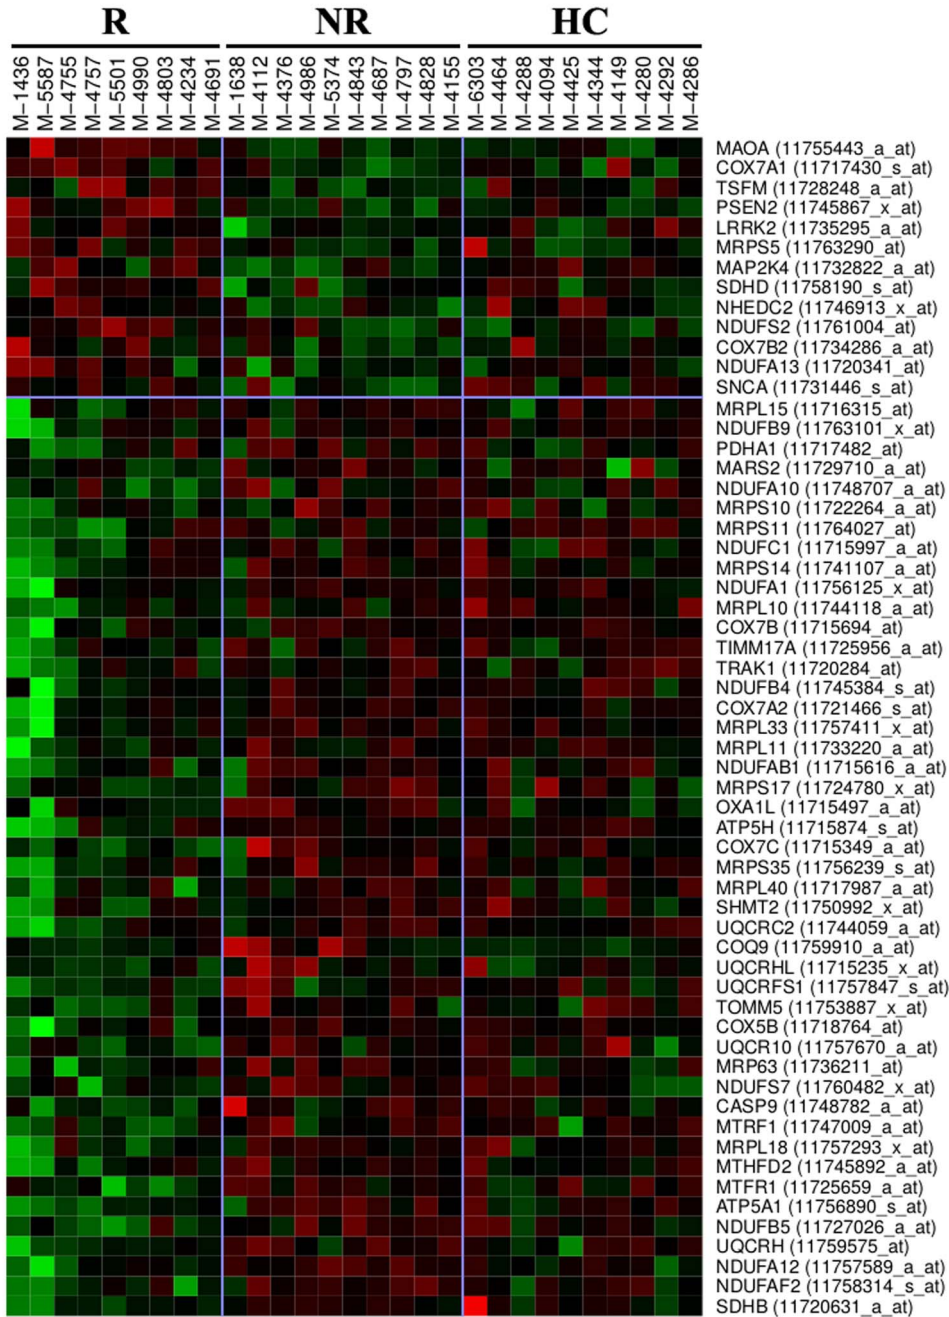 R NR HC
M-1436 M-5587 M-4755 M-4757 M-5501 M-4990 M-4803 M-4234 M-4691 M-1638 M-4112 M-4376 M-4986 M-5374 M-4843 M-4687 M-4797 M-4828 M-4155 M-6303 M-4464 M-4288 M-4094 M-4425 M-4344 M-4149 M-4280 M-4292 M-4286
MAOA (11755443_a_at)
COX7A1 (11717430_s_at)
TSFM (11728248_a_at)
PSEN2 (11745867_x_at)
LRRK2 (11735295_a_at)
MRPS5 (11763290_at)
MAP2K4 (11732822_a_at)
SDHD (11758190_s_at)
NHEDC2 (11746913_x_at)
NDUFS2 (11761004_at)
COX7B2 (11734286_a_at)
NDUFA13 (11720341_at)
SNCA (11731446_s_at)
MRPL15 (11716315_at)
NDUFB9 (11763101_x_at)
PDHA1 (11717482_at)
MARS2 (11729710_a_at)
NDUFA10 (11748707_a_at)
MRPS10 (11722264_a_at)
MRPS11 (11764027_at)
NDUFC1 (11715997_a_at)
MRPS14 (11741107_a_at)
NDUFA1 (11756125_x_at)
MRPL10 (11744118_a_at)
COX7B (11715694_at)
TIMM17A (11725956_a_at)
TRAK1 (11720284_at)
NDUFB4 (11745384_s_at)
COX7A2 (11721466_s_at)
MRPL33 (11757411_x_at)
MRPL11 (11733220_a_at)
NDUFAB1 (11715616_a_at)
MRPS17 (11724780_x_at)
OXA1L (11715497_a_at)
ATP5H (11715874_s_at)
COX7C (11715349_a_at)
MRPS35 (11756239_s_at)
MRPL40 (11717987_a_at)
SHMT2 (11750992_x_at)
UQCRC2 (11744059_a_at)
COQ9 (11759910_a_at)
UQCRHL (11715235_x_at)
UQCRFS1 (11757847_s_at)
TOMM5 (11753887_x_at)
COX5B (11718764_at)
UQCR10 (11757670_a_at)
MRP63 (11736211_at)
NDUFS7 (11760482_x_at)
CASP9 (11748782_a_at)
MTRF1 (11747009_a_at)
MRPL18 (11757293_x_at)
MTHFD2 (11745892_a_at)
MTFR1 (11725659_a_at)
ATP5A1 (11756890_s_at)
NDUFB5 (11727026_a_at)
UQCRH (11759575_at)
NDUFA12 (11757589_a_at)
NDUFAF2 (11758314_s_at)
SDHB (11720631_a_at)